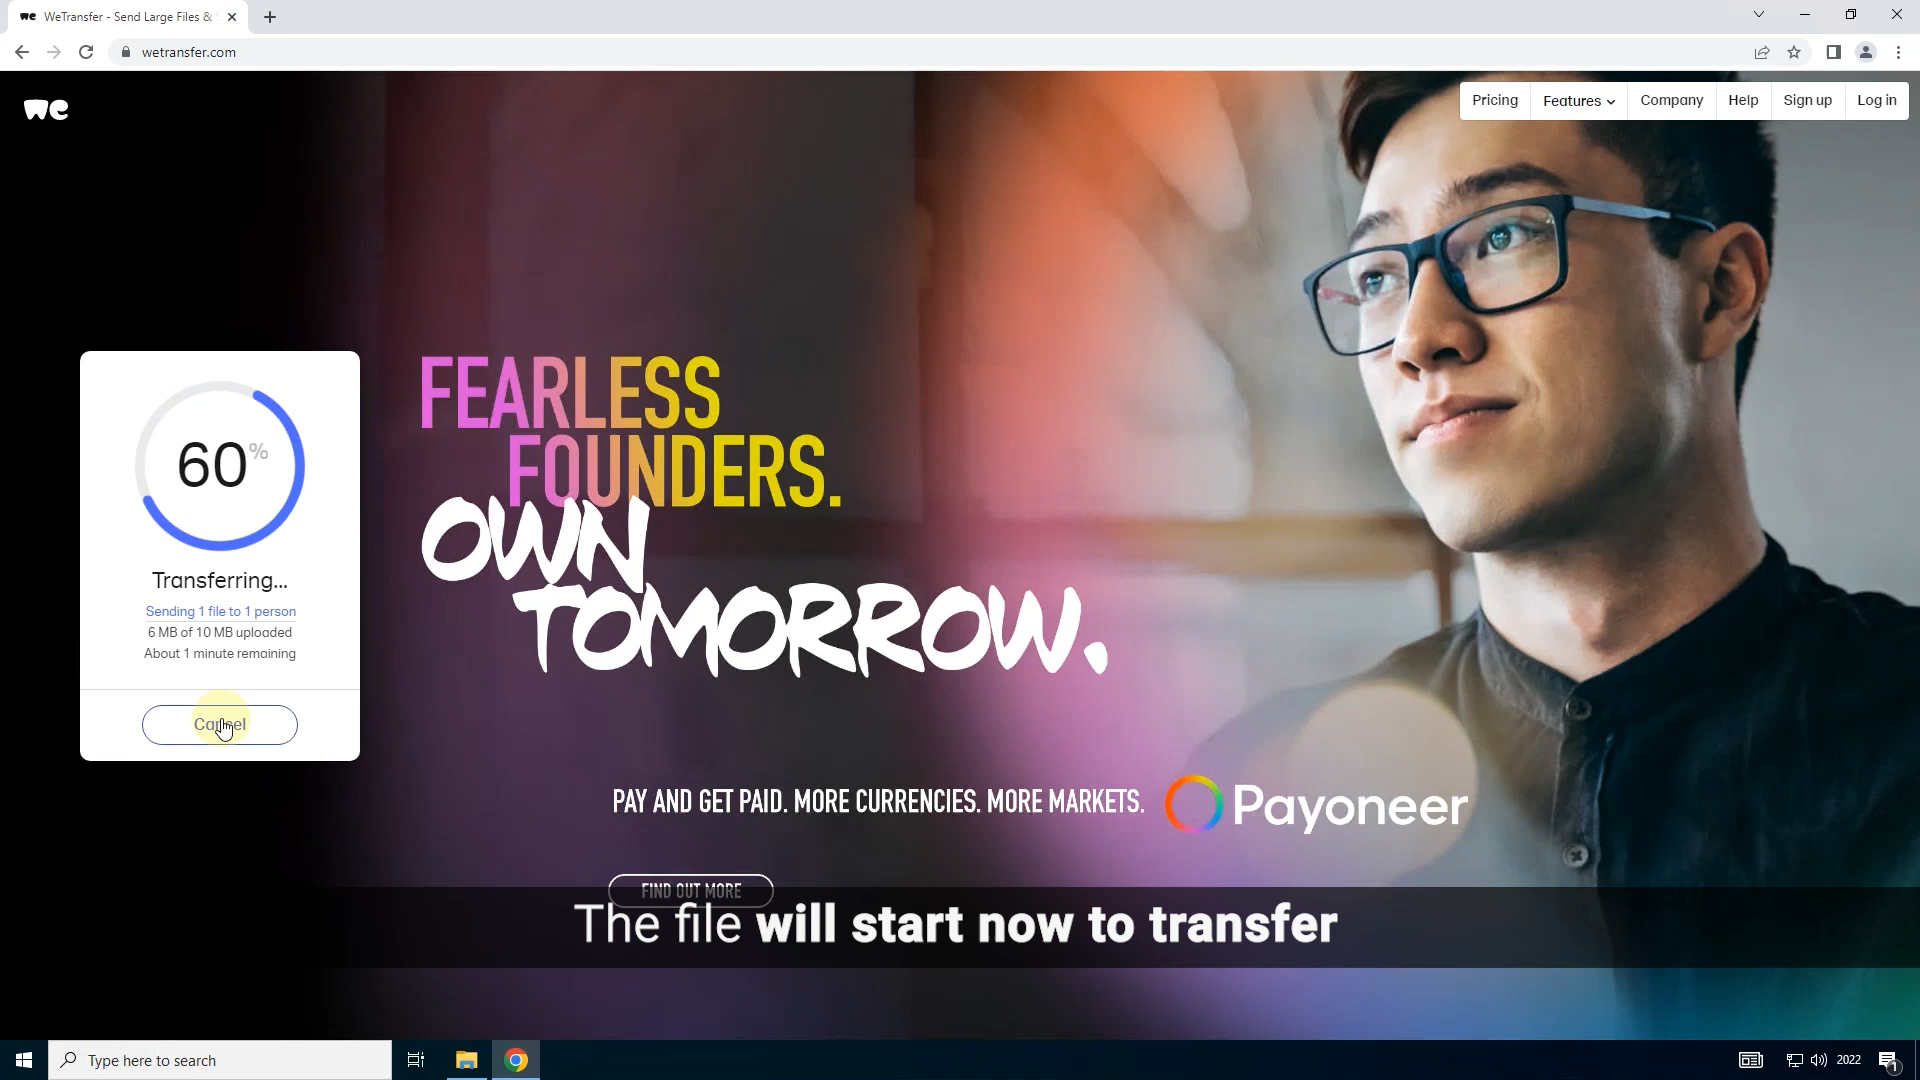 WeTransfer - Send Large Files &
wetransfer.com
we
Pricing
Features
Company
Help
Sign up
Log in
60%
Transferring...
Sending 1 file to 1 person
6 MB of 10 MB uploaded
About 1 minute remaining
Cancel
FEARLESS
FOUNDERS.
OWN
TOMORROW.
PAY AND GET PAID. MORE CURRENCIES. MORE MARKETS.
Payoneer
FIND OUT MORE
The file will start now to transfer
Type here to search
2022
1